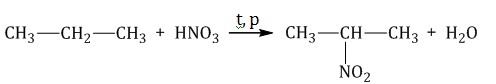 t, p
CH₃—CH₂—CH₃ + HNO₃ → CH₃—CH—CH₃ + H₂O
NO₂